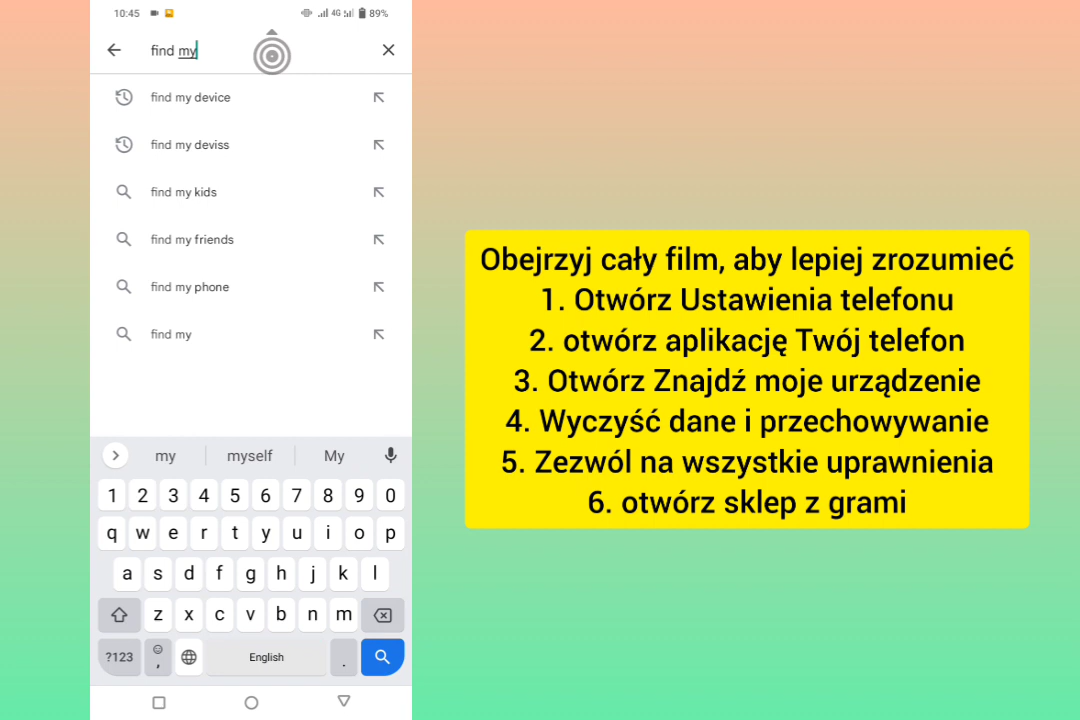 10:45 4G 89%
find my
find my device
find my deviss
find my kids
find my friends
find my phone
find my
my myself My
1 2 3 4 5 6 7 8 9 0
q w e r t y u i o p
a s d f g h j k l
z x c v b n m
?123 , English .
Obejrzyj cały film, aby lepiej zrozumieć
1. Otwórz Ustawienia telefonu
2. otwórz aplikację Twój telefon
3. Otwórz Znajdź moje urządzenie
4. Wyczyść dane i przechowywanie
5. Zezwól na wszystkie uprawnienia
6. otwórz sklep z grami